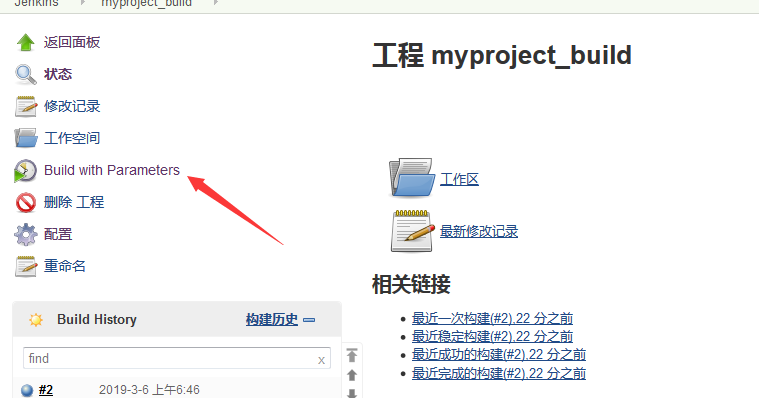 Jenkins myproject_build
返回面板
状态
修改记录
工作空间
Build with Parameters
删除 工程
配置
重命名
Build History 构建历史
find x
#2 2019-3-6 上午6:46
工程 myproject_build
工作区
最新修改记录
相关链接
最近一次构建(#2),22 分之前
最近稳定构建(#2),22 分之前
最近成功的构建(#2),22 分之前
最近完成的构建(#2),22 分之前